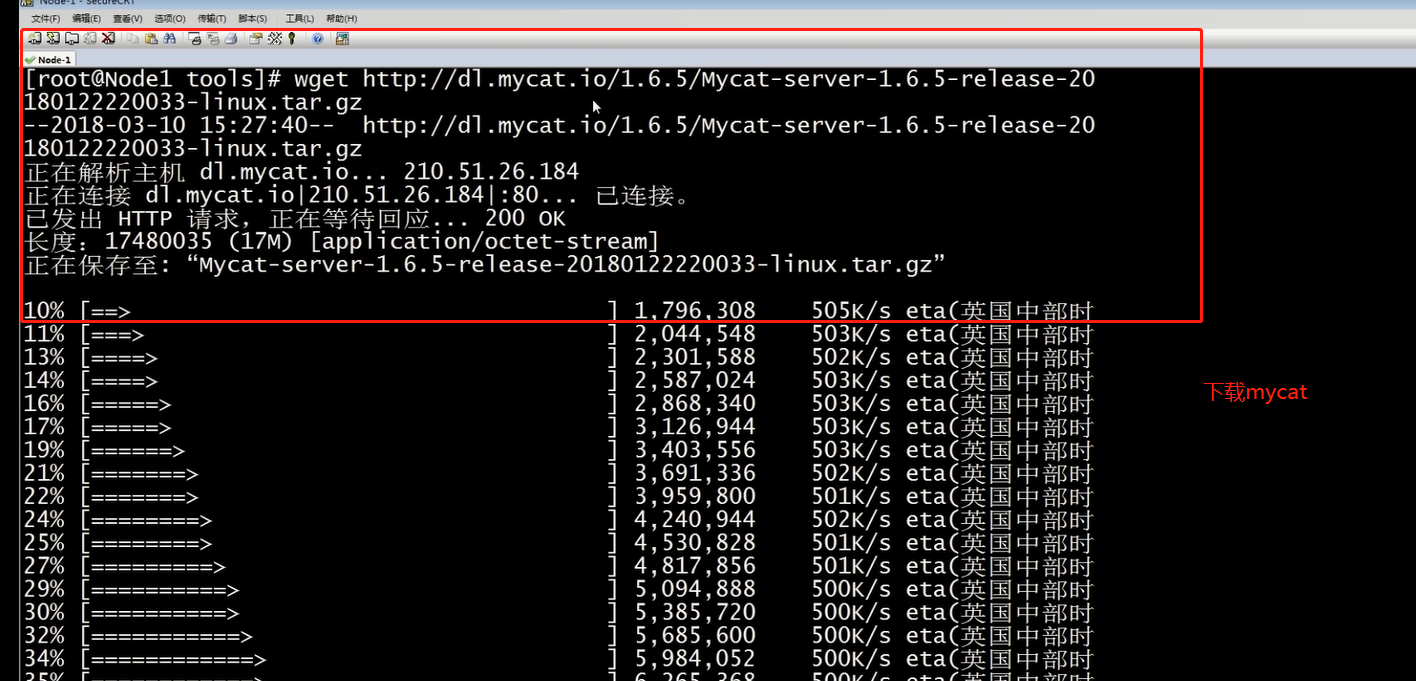 Node-1 - SecureCRT
文件(F) 编辑(E) 查看(V) 选项(O) 传输(T) 脚本(S) 工具(L) 帮助(H)
Node-1
[root@Node1 tools]# wget http://dl.mycat.io/1.6.5/Mycat-server-1.6.5-release-20
180122220033-linux.tar.gz
--2018-03-10 15:27:40-- http://dl.mycat.io/1.6.5/Mycat-server-1.6.5-release-20
180122220033-linux.tar.gz
正在解析主机 dl.mycat.io... 210.51.26.184
正在连接 dl.mycat.io|210.51.26.184|:80... 已连接。
已发出 HTTP 请求，正在等待回应... 200 OK
长度：17480035 (17M) [application/octet-stream]
正在保存至: “Mycat-server-1.6.5-release-20180122220033-linux.tar.gz”
10% [==> ] 1,796,308 505K/s eta(英国中部时
11% [===> ] 2,044,548 503K/s eta(英国中部时
13% [====> ] 2,301,588 502K/s eta(英国中部时
14% [====> ] 2,587,024 503K/s eta(英国中部时
16% [=====> ] 2,868,340 503K/s eta(英国中部时
17% [=====> ] 3,126,944 503K/s eta(英国中部时
19% [======> ] 3,403,556 503K/s eta(英国中部时
21% [=======> ] 3,691,336 502K/s eta(英国中部时
22% [=======> ] 3,959,800 501K/s eta(英国中部时
24% [========> ] 4,240,944 502K/s eta(英国中部时
25% [========> ] 4,530,828 501K/s eta(英国中部时
27% [=========> ] 4,817,856 501K/s eta(英国中部时
29% [==========> ] 5,094,888 500K/s eta(英国中部时
30% [==========> ] 5,385,720 500K/s eta(英国中部时
32% [===========> ] 5,685,600 500K/s eta(英国中部时
34% [============> ] 5,984,052 500K/s eta(英国中部时
35% [============> ] 6,265,368 500K/s eta(英国中部时
下载mycat